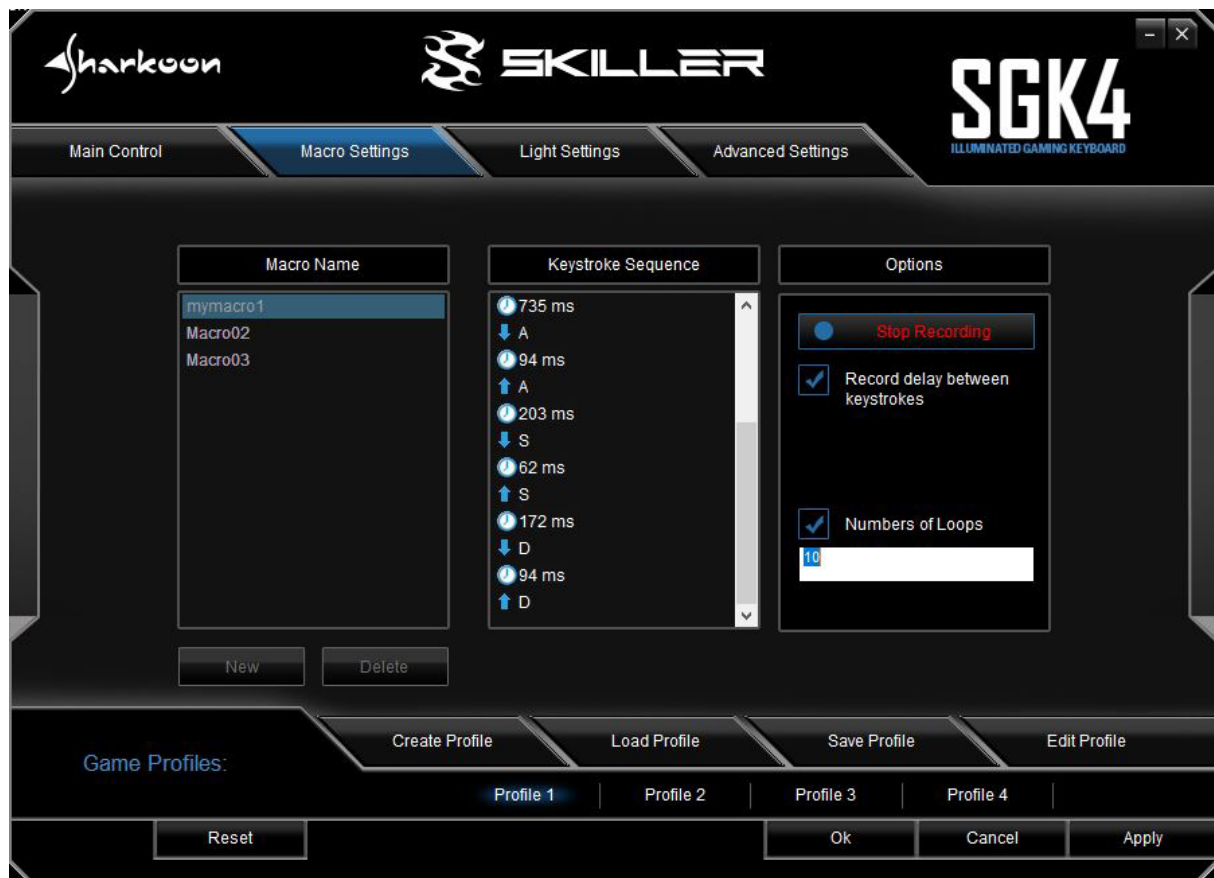 Sharkoon
SKILLER
SGK4
ILLUMINATED GAMING KEYBOARD
Main Control
Macro Settings
Light Settings
Advanced Settings
Macro Name
mymacro1
Macro02
Macro03
New
Delete
Keystroke Sequence
735 ms
A
94 ms
A
203 ms
S
62 ms
S
172 ms
D
94 ms
D
Options
Stop Recording
Record delay between
keystrokes
Numbers of Loops
10
Game Profiles:
Create Profile
Load Profile
Save Profile
Edit Profile
Profile 1
Profile 2
Profile 3
Profile 4
Reset
Ok
Cancel
Apply